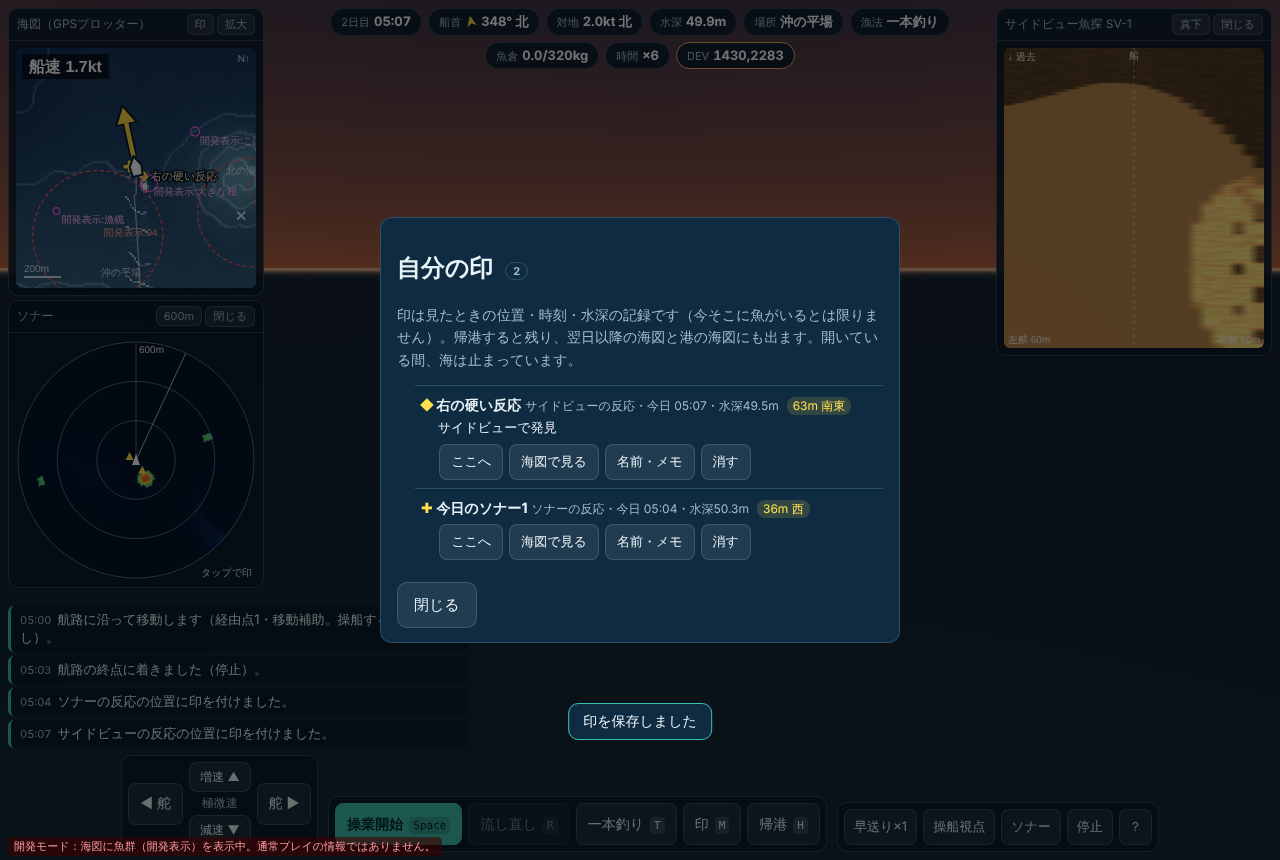 海図（GPSプロッター） 印 拡大
船速 1.7kt N↑
開発表示:こ
右の硬い反応 北の
開発表示:大きな根
開発表示:漁礁
開発表示:94
200m 沖の平場
ソナー 600m 閉じる
600m
タップで印
2日目 05:07 船首 348° 北 対地 2.0kt 北 水深 49.9m 場所 沖の平場 漁法 一本釣り
魚倉 0.0/320kg 時間 ×6 DEV 1430,2283
サイドビュー魚探 SV-1 真下 閉じる
↓ 過去 船
左舷 60m 右舷 60m
自分の印 2
印は見たときの位置・時刻・水深の記録です（今そこに魚がいるとは限りま
せん）。帰港すると残り、翌日以降の海図と港の海図にも出ます。開いてい
る間、海は止まっています。
◆ 右の硬い反応 サイドビューの反応・今日 05:07・水深49.5m 63m 南東
サイドビューで発見
ここへ 海図で見る 名前・メモ 消す
✚ 今日のソナー1 ソナーの反応・今日 05:04・水深50.3m 36m 西
ここへ 海図で見る 名前・メモ 消す
閉じる
05:00 航路に沿って移動します（経由点1・移動補助。操船す
し）。
05:03 航路の終点に着きました（停止）。
05:04 ソナーの反応の位置に印を付けました。
05:07 サイドビューの反応の位置に印を付けました。
印を保存しました
◀ 舵 増速 ▲ 極微速 減速 ▼ 舵 ▶
操業開始 Space 流し直し R 一本釣り T 印 M 帰港 H
早送り×1 操船視点 ソナー 停止 ?
開発モード：海図に魚群（開発表示）を表示中。通常プレイの情報ではありません。